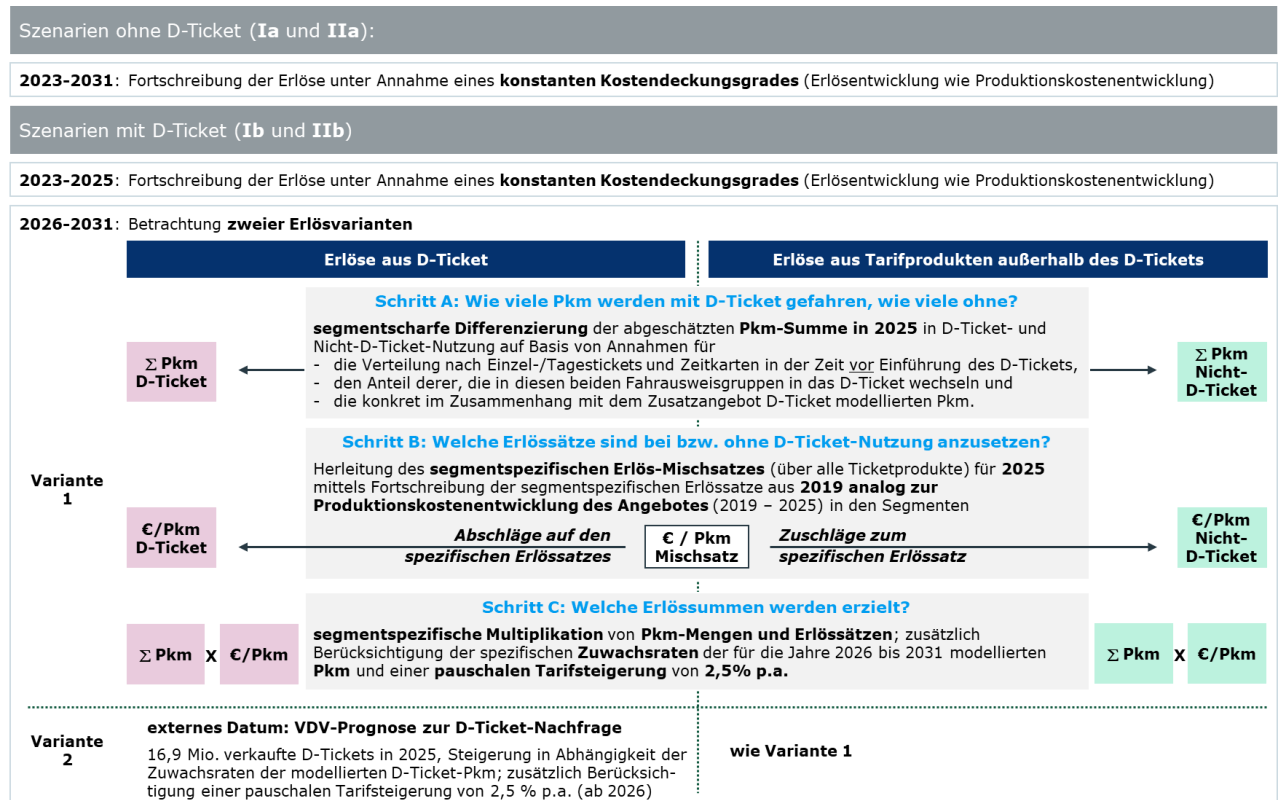 Szenarien ohne D-Ticket (Ia und IIa):
2023-2031: Fortschreibung der Erlöse unter Annahme eines konstanten Kostendeckungsgrades (Erlösentwicklung wie Produktionskostenentwicklung)
Szenarien mit D-Ticket (Ib und IIb)
2023-2025: Fortschreibung der Erlöse unter Annahme eines konstanten Kostendeckungsgrades (Erlösentwicklung wie Produktionskostenentwicklung)
2026-2031: Betrachtung zweier Erlösvarianten
Erlöse aus D-Ticket
Erlöse aus Tarifprodukten außerhalb des D-Tickets
Variante
1
Schritt A: Wie viele Pkm werden mit D-Ticket gefahren, wie viele ohne?
segmentscharfe Differenzierung der abgeschätzten Pkm-Summe in 2025 in D-Ticket- und
Nicht-D-Ticket-Nutzung auf Basis von Annahmen für
- die Verteilung nach Einzel-/Tagestickets und Zeitkarten in der Zeit vor Einführung des D-Tickets,
- den Anteil derer, die in diesen beiden Fahrausweisgruppen in das D-Ticket wechseln und
- die konkret im Zusammenhang mit dem Zusatzangebot D-Ticket modellierten Pkm.
Σ Pkm
D-Ticket
Σ Pkm
Nicht-
D-Ticket
Schritt B: Welche Erlössätze sind bei bzw. ohne D-Ticket-Nutzung anzusetzen?
Herleitung des segmentspezifischen Erlös-Mischsatzes (über alle Ticketprodukte) für 2025
mittels Fortschreibung der segmentspezifischen Erlössatze aus 2019 analog zur
Produktionskostenentwicklung des Angebotes (2019 – 2025) in den Segmenten
€/Pkm
D-Ticket
Abschläge auf den
spezifischen Erlössatzes
€ / Pkm
Mischsatz
Zuschläge zum
spezifischen Erlössatz
€/Pkm
Nicht-
D-Ticket
Schritt C: Welche Erlössummen werden erzielt?
segmentspezifische Multiplikation von Pkm-Mengen und Erlössätzen; zusätzlich
Berücksichtigung der spezifischen Zuwachsraten der für die Jahre 2026 bis 2031 modellierten
Pkm und einer pauschalen Tarifsteigerung von 2,5% p.a.
Σ Pkm X €/Pkm
Σ Pkm X €/Pkm
Variante
2
externes Datum: VDV-Prognose zur D-Ticket-Nachfrage
16,9 Mio. verkaufte D-Tickets in 2025, Steigerung in Abhängigkeit der
Zuwachsraten der modellierten D-Ticket-Pkm; zusätzlich Berücksich-
tigung einer pauschalen Tarifsteigerung von 2,5 % p.a. (ab 2026)
wie Variante 1